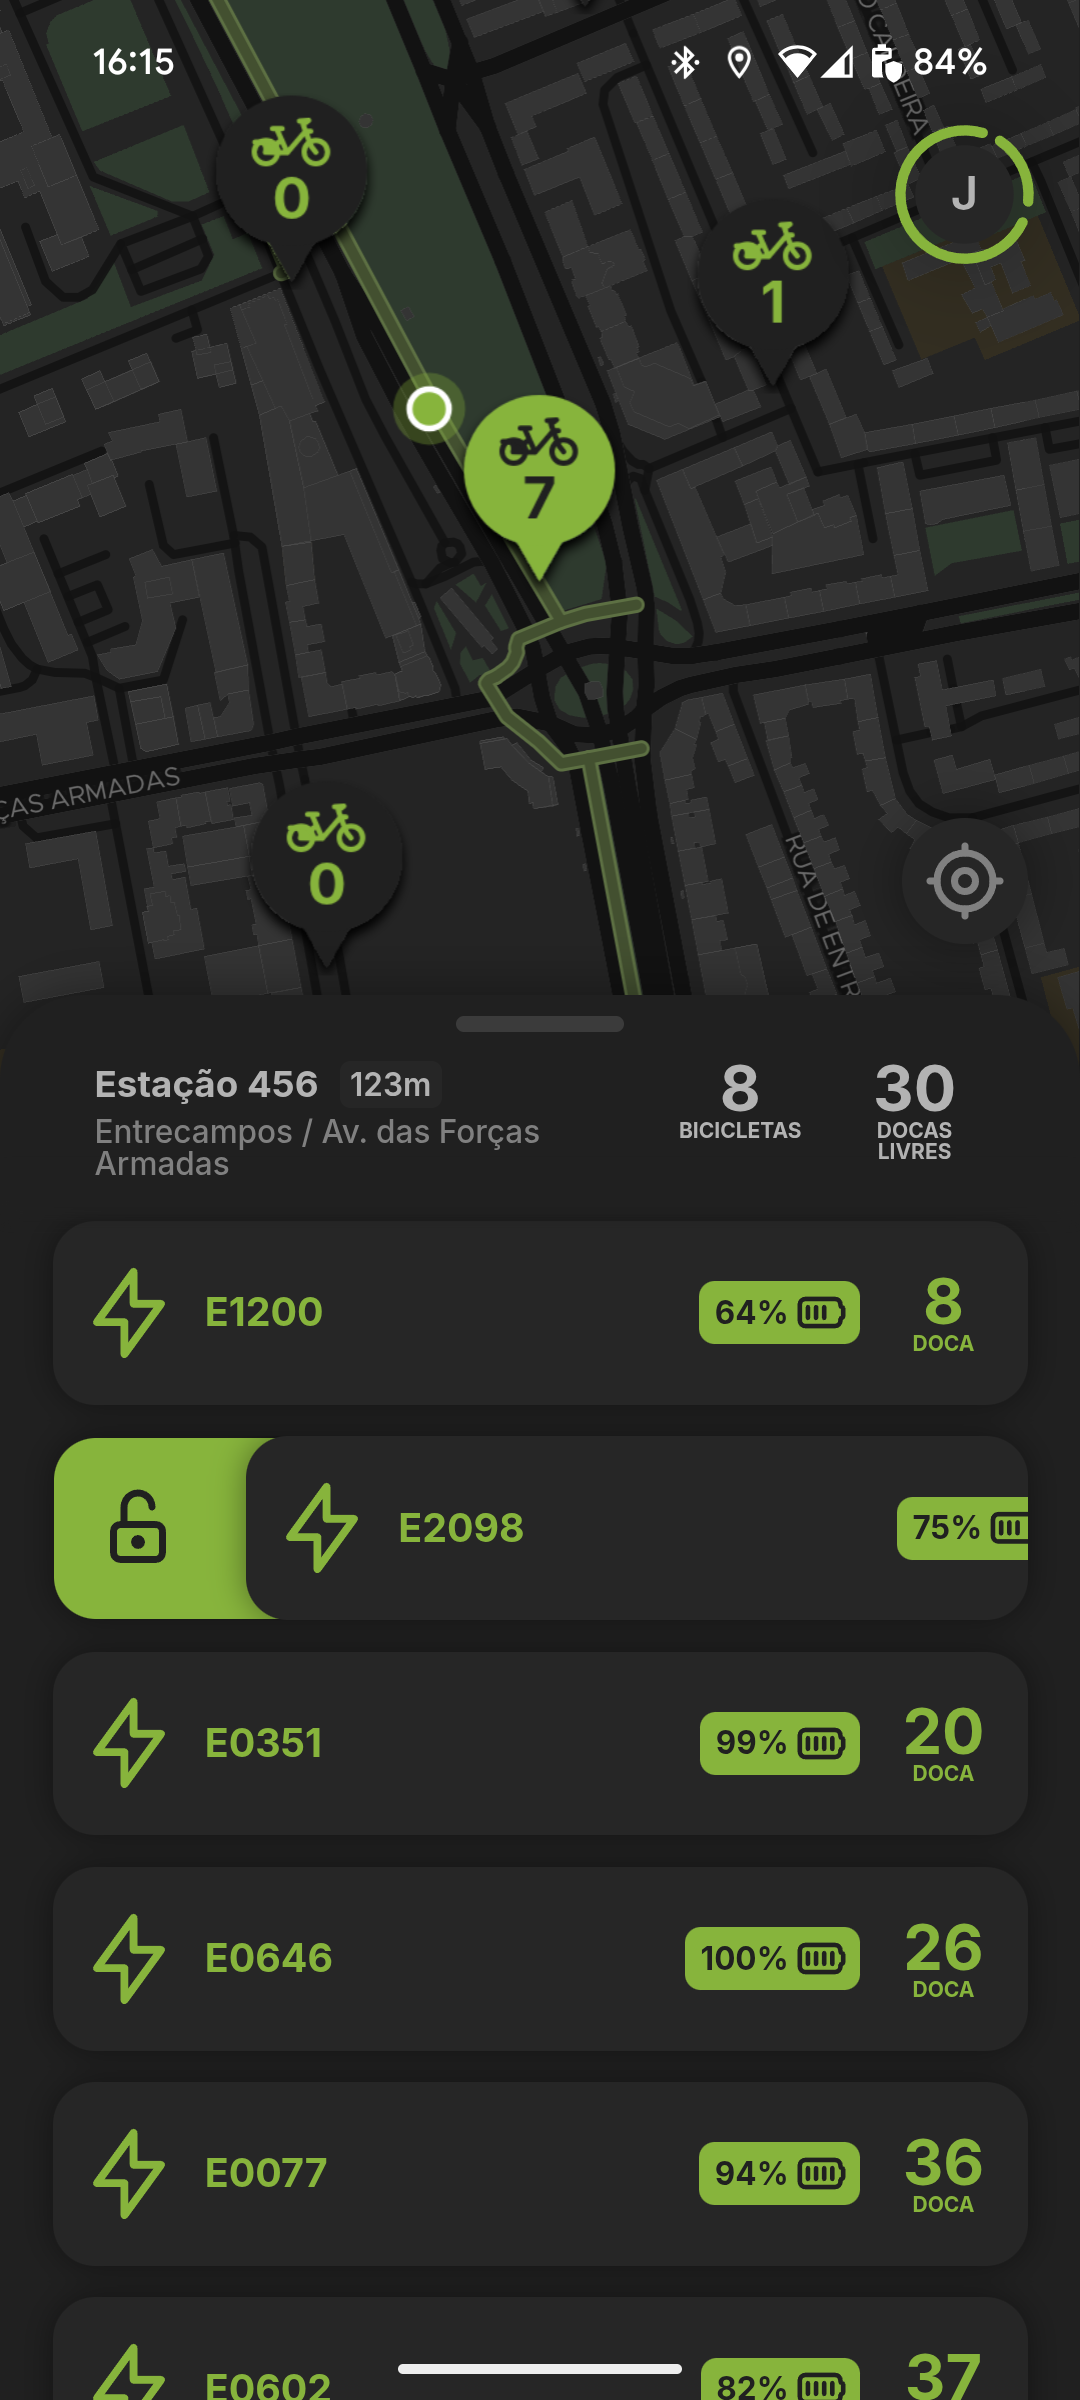 16:15
84%
0
J
1
7
ÇAS ARMADAS
0
RUA DE ENTR
Estação 456
123m
8
30
BICICLETAS
DOCAS
LIVRES
Entrecampos / Av. das Forças
Armadas
E1200
64%
8
DOCA
E2098
75%
E0351
99%
20
DOCA
E0646
100%
26
DOCA
E0077
94%
36
DOCA
E0602
82%
37